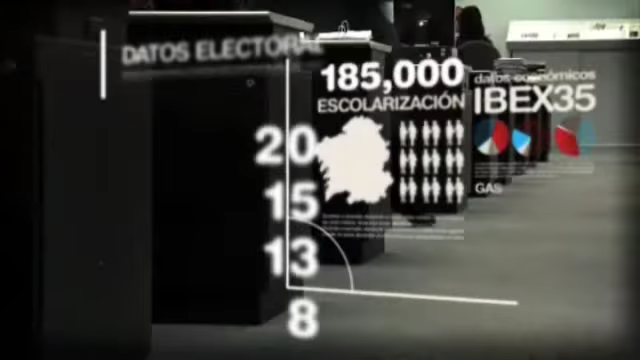 DATOS ELECTORAL
185,000
ESCOLARIZACIÓN
datos económicos
IBEX35
20
15
13
8
GAS